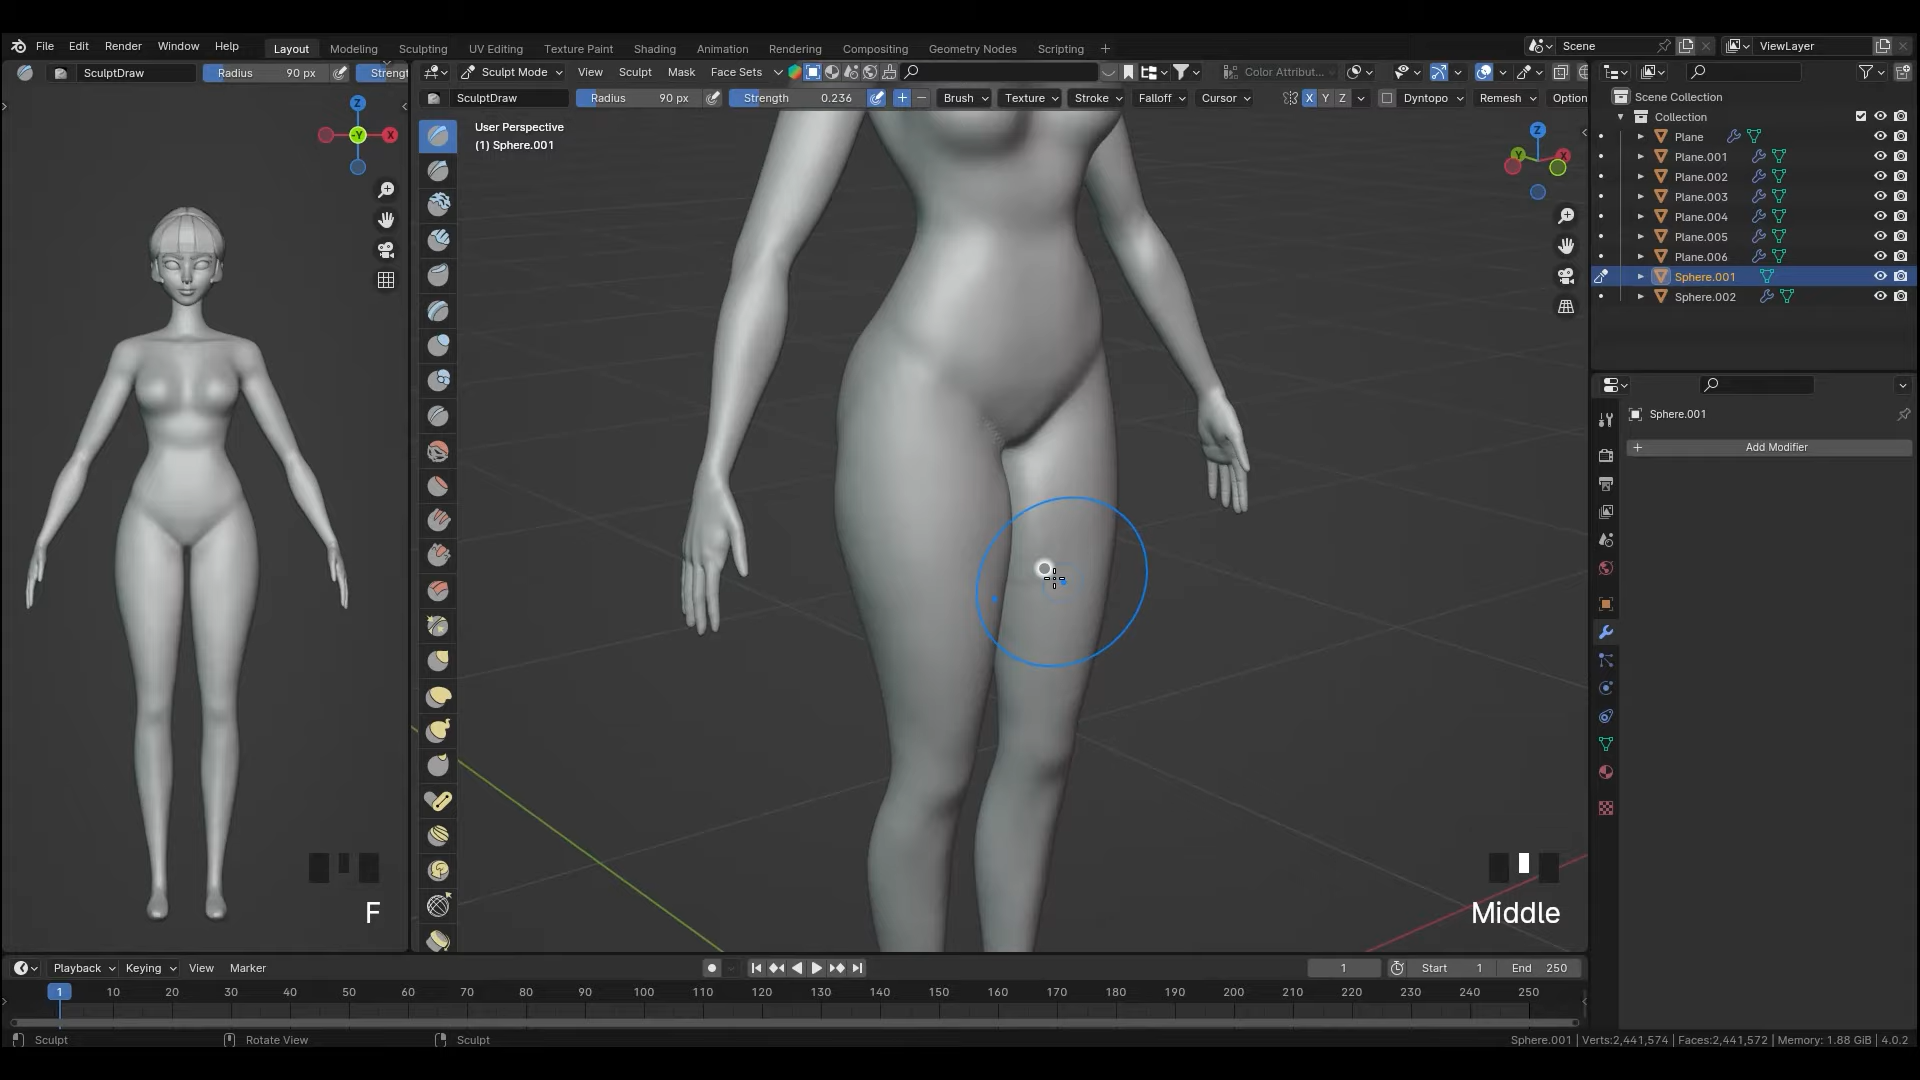 File Edit Render Window Help Layout Modeling Sculpting UV Editing Texture Paint Shading Animation Rendering Compositing Geometry Nodes Scripting + Scene ViewLayer
SculptDraw Radius 90 px Strengt Sculpt Mode View Sculpt Mask Face Sets Color Attribut...
SculptDraw Radius 90 px Strength 0.236 Brush Texture Stroke Falloff Cursor X Y Z Dyntopo Remesh Option
Scene Collection
Collection
Plane
Plane.001
Plane.002
Plane.003
Plane.004
Plane.005
Plane.006
Sphere.001
Sphere.002
User Perspective
(1) Sphere.001
Z
-Y X
Z
Y X
Sphere.001
+ Add Modifier
F
Middle
Playback Keying View Marker 1 Start 1 End 250
1 10 20 30 40 50 60 70 80 90 100 110 120 130 140 150 160 170 180 190 200 210 220 230 240 250
Sculpt Rotate View Sculpt Sphere.001 | Verts:2,441,574 | Faces:2,441,572 | Memory: 1.88 GiB | 4.0.2